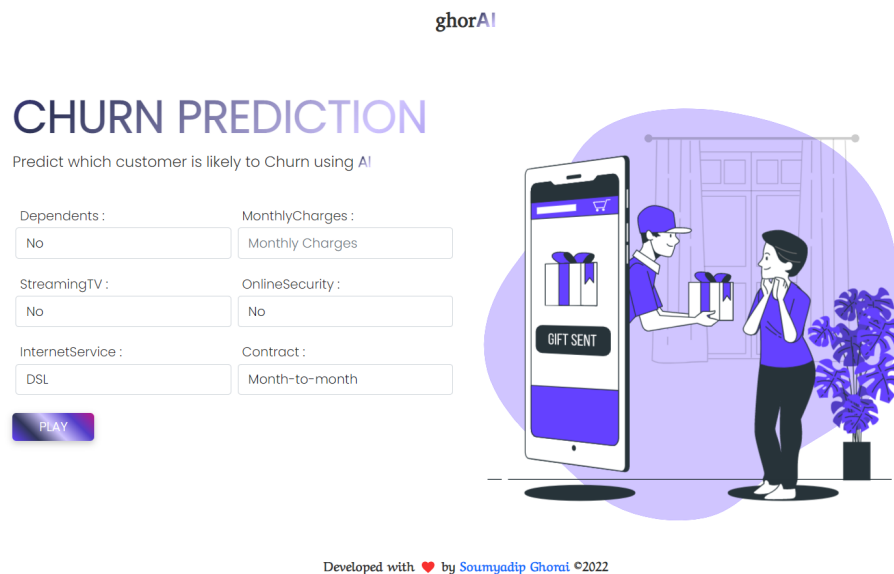 ghorAI
CHURN PREDICTION
Predict which customer is likely to Churn using AI
Dependents :
MonthlyCharges :
No
Monthly Charges
StreamingTV :
OnlineSecurity :
No
No
InternetService :
Contract :
DSL
Month-to-month
PLAY
GIFT SENT
Developed with ❤ by Soumyadip Ghorai ©2022